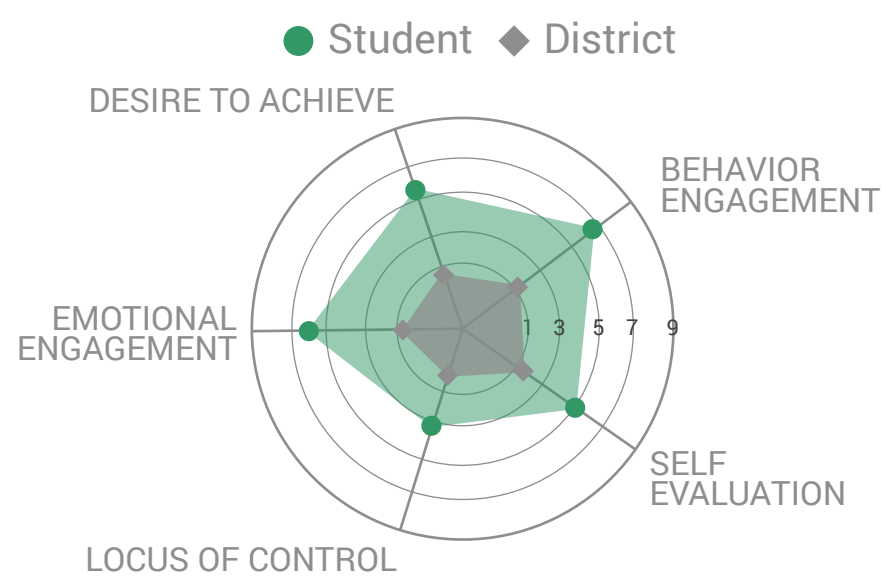 Student District
DESIRE TO ACHIEVE
BEHAVIOR
ENGAGEMENT
EMOTIONAL
ENGAGEMENT
1 3 5 7 9
SELF
EVALUATION
LOCUS OF CONTROL